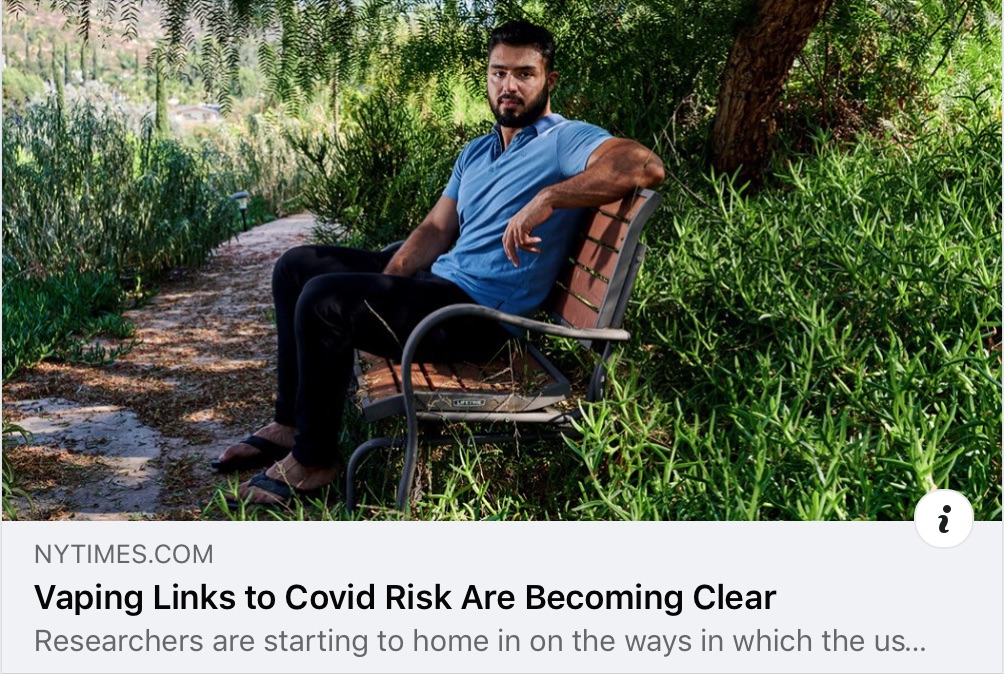 LIFETIME
i
NYTIMES.COM
Vaping Links to Covid Risk Are Becoming Clear
Researchers are starting to home in on the ways in which the us...